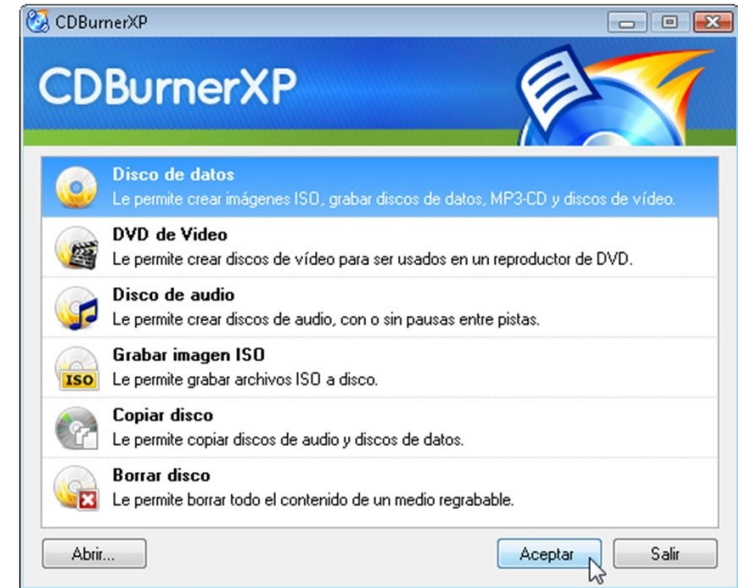 CDBurnerXP
CDBurnerXP
Disco de datos
Le permite crear imágenes ISO, grabar discos de datos, MP3-CD y discos de vídeo.
DVD de Video
Le permite crear discos de vídeo para ser usados en un reproductor de DVD.
Disco de audio
Le permite crear discos de audio, con o sin pausas entre pistas.
Grabar imagen ISO
ISO
Le permite grabar archivos ISO a disco.
Copiar disco
Le permite copiar discos de audio y discos de datos.
Borrar disco
Le permite borrar todo el contenido de un medio regrabable.
Abrir... Aceptar Salir